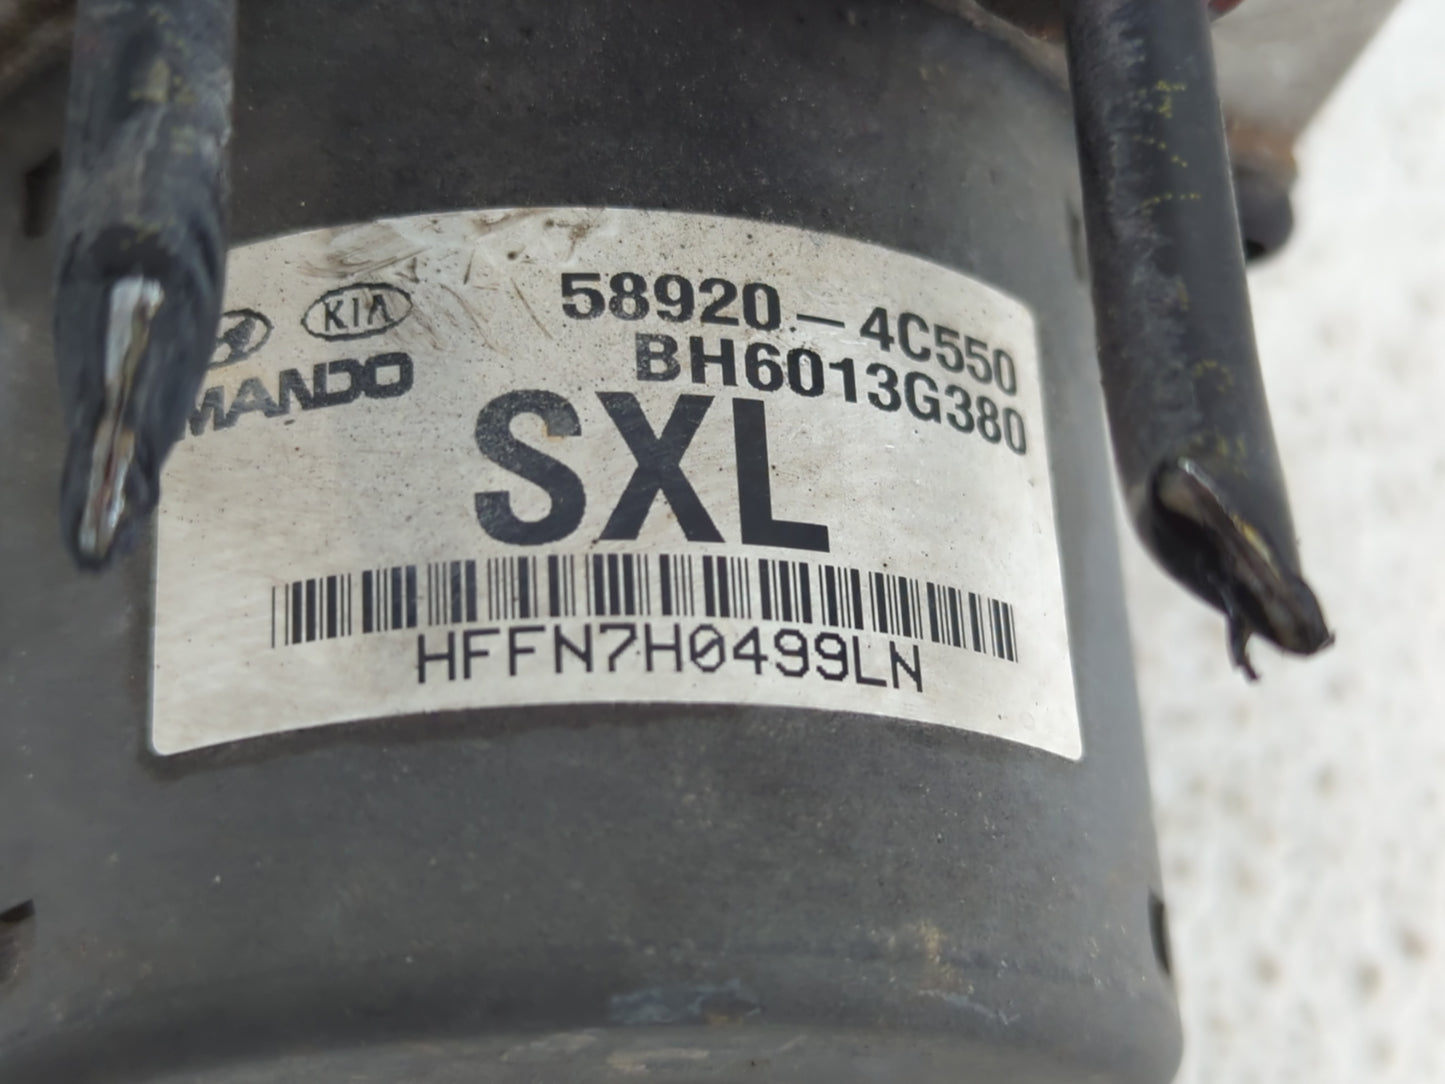 KIA
MANDO
58920-4C550
BH6013G380
SXL
HFFN7H0499LN